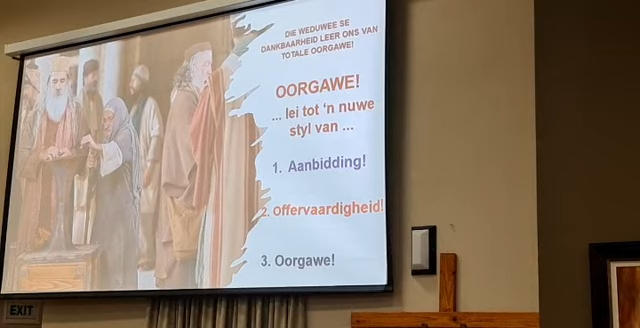 DIE WEDUWEE SE
DANKBAARHEID LEER ONS VAN
TOTALE OORGAWE!
OORGAWE!
... lei tot 'n nuwe
styl van ...
1. Aanbidding!
2. Offervaardigheid!
3. Oorgawe!
EXIT